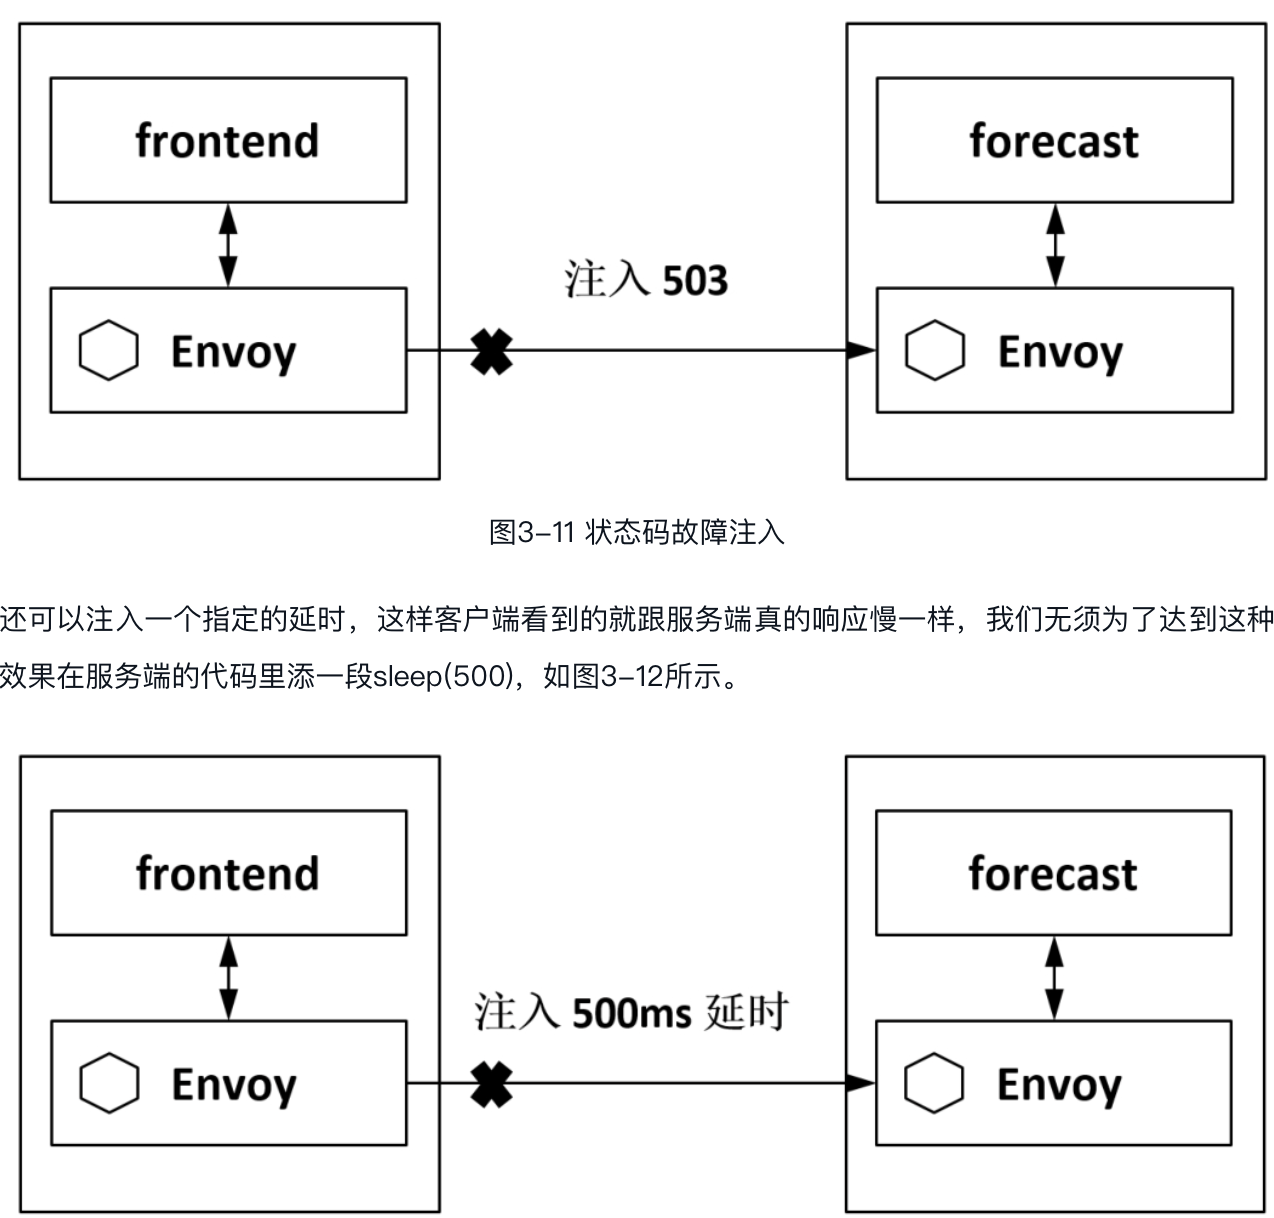 frontend
forecast
注入 503
Envoy
Envoy
图3-11 状态码故障注入
还可以注入一个指定的延时，这样客户端看到的就跟服务端真的响应慢一样，我们无须为了达到这种
效果在服务端的代码里添一段sleep(500)，如图3-12所示。
frontend
forecast
注入 500ms 延时
Envoy
Envoy